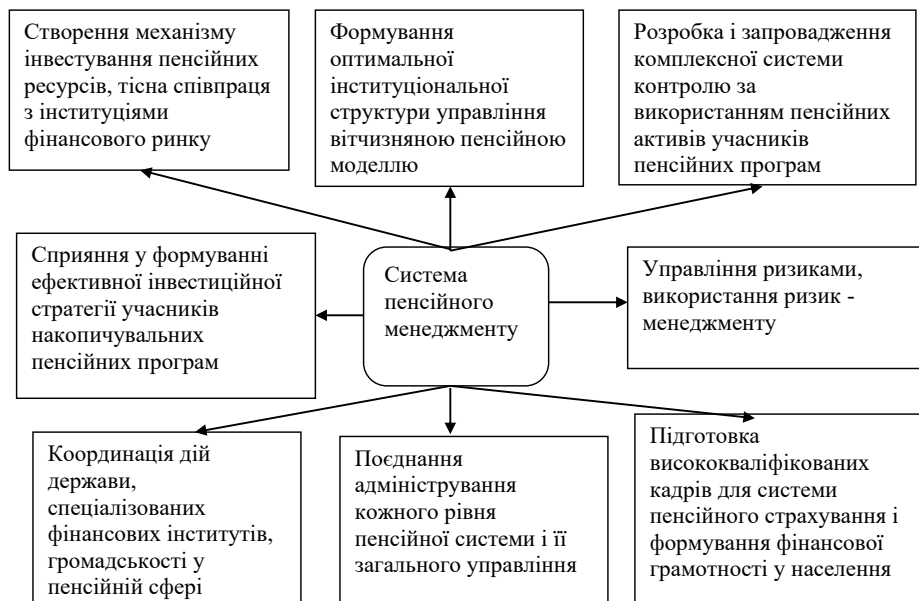 Створення механізму
інвестування пенсійних
ресурсів, тісна співпраця
з інституціями
фінансового ринку
Формування
оптимальної
інституціональної
структури управління
вітчизняною пенсійною
моделлю
Розробка і запровадження
комплексної системи
контролю за
використанням пенсійних
активів учасників
пенсійних програм
Сприяння у формуванні
ефективної інвестиційної
стратегії учасників
накопичувальних
пенсійних програм
Система
пенсійного
менеджменту
Управління ризиками,
використання ризик -
менеджменту
Координація дій
держави,
спеціалізованих
фінансових інститутів,
громадськості у
пенсійній сфері
Поєднання
адміністрування
кожного рівня
пенсійної системи і її
загального управління
Підготовка
висококваліфікованих
кадрів для системи
пенсійного страхування і
формування фінансової
грамотності у населення